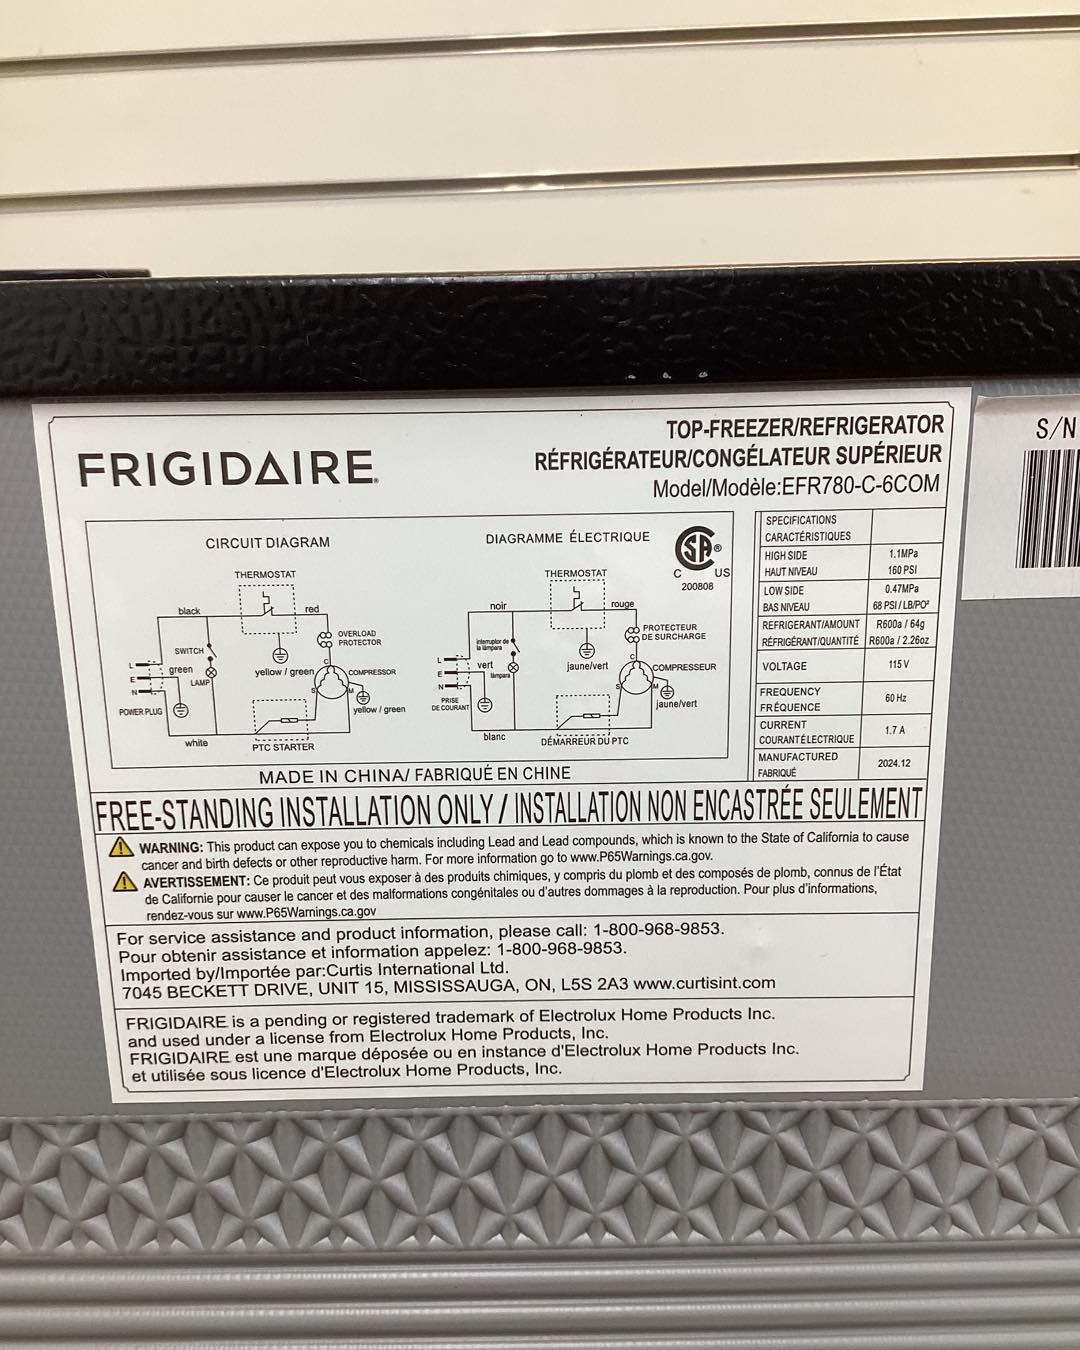 FRIGIDAIRE
TOP-FREEZER/REFRIGERATOR
RÉFRIGÉRATEUR/CONGÉLATEUR SUPÉRIEUR
Model/Modèle:EFR780-C-6COM
CIRCUIT DIAGRAM
THERMOSTAT
black
red
SWITCH
OVERLOAD
PROTECTOR
L
green
E
LAMP
N
yellow / green
C
COMPRESSOR
S
M
POWER PLUG
yellow / green
white
PTC STARTER
DIAGRAMME ÉLECTRIQUE
C US
200808
THERMOSTAT
noir
rouge
interruptor de
la lámpara
PROTECTEUR
DE SURCHARGE
L
vert
E
lámpara
N
jaune/vert
C
COMPRESSEUR
S
M
PRISE
DE COURANT
jaune/vert
blanc
DÉMARREUR DU PTC
SPECIFICATIONS
CARACTÉRISTIQUES
HIGH SIDE 1.1MPa
HAUT NIVEAU 160 PSI
LOW SIDE 0.47MPa
BAS NIVEAU 68 PSI / LB/PO²
REFRIGERANT/AMOUNT R600a / 64g
RÉFRIGÉRANT/QUANTITÉ R600a / 2.26oz
VOLTAGE 115 V
FREQUENCY
FRÉQUENCE 60 Hz
CURRENT
COURANT ÉLECTRIQUE 1.7 A
MANUFACTURED
FABRIQUÉ 2024.12
MADE IN CHINA/ FABRIQUÉ EN CHINE
FREE-STANDING INSTALLATION ONLY / INSTALLATION NON ENCASTRÉE SEULEMENT
WARNING: This product can expose you to chemicals including Lead and Lead compounds, which is known to the State of California to cause
cancer and birth defects or other reproductive harm. For more information go to www.P65Warnings.ca.gov.
AVERTISSEMENT: Ce produit peut vous exposer à des produits chimiques, y compris du plomb et des composés de plomb, connus de l'État
de Californie pour causer le cancer et des malformations congénitales ou d'autres dommages à la reproduction. Pour plus d'informations,
rendez-vous sur www.P65Warnings.ca.gov
For service assistance and product information, please call: 1-800-968-9853.
Pour obtenir assistance et information appelez: 1-800-968-9853.
Imported by/Importée par:Curtis International Ltd.
7045 BECKETT DRIVE, UNIT 15, MISSISSAUGA, ON, L5S 2A3 www.curtisint.com
FRIGIDAIRE is a pending or registered trademark of Electrolux Home Products Inc.
and used under a license from Electrolux Home Products, Inc.
FRIGIDAIRE est une marque déposée ou en instance d'Electrolux Home Products Inc.
et utilisée sous licence d'Electrolux Home Products, Inc.
S/N